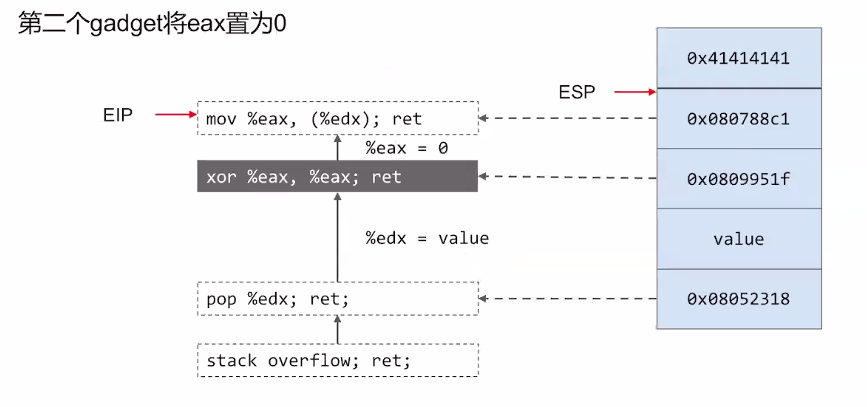 第二个gadget将eax置为0
0x41414141
ESP
EIP
mov %eax, (%edx); ret
0x080788c1
%eax = 0
xor %eax, %eax; ret
0x0809951f
%edx = value
value
pop %edx; ret;
0x08052318
stack overflow; ret;